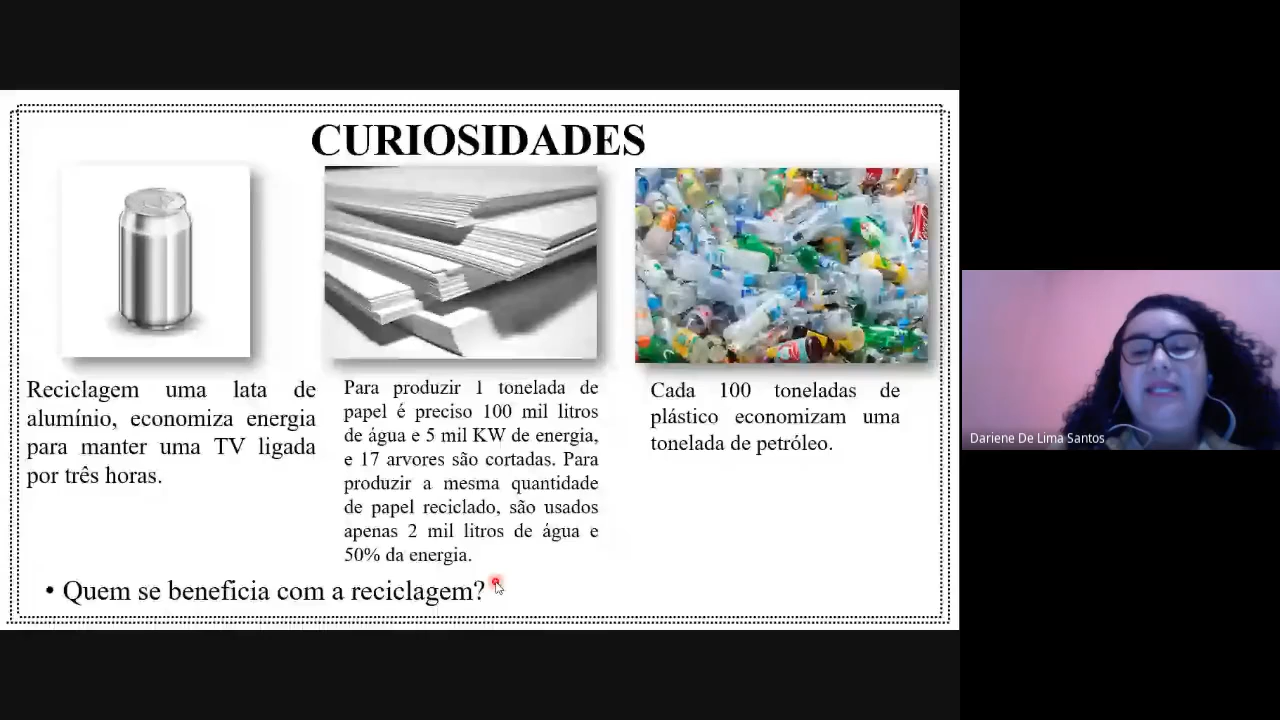 CURIOSIDADES
Reciclagem uma lata de
alumínio, economiza energia
para manter uma TV ligada
por três horas.
Para produzir 1 tonelada de
papel é preciso 100 mil litros
de água e 5 mil KW de energia,
e 17 arvores são cortadas. Para
produzir a mesma quantidade
de papel reciclado, são usados
apenas 2 mil litros de água e
50% da energia.
Cada 100 toneladas de
plástico economizam uma
tonelada de petróleo.
• Quem se beneficia com a reciclagem?
Dariene De Lima Santos